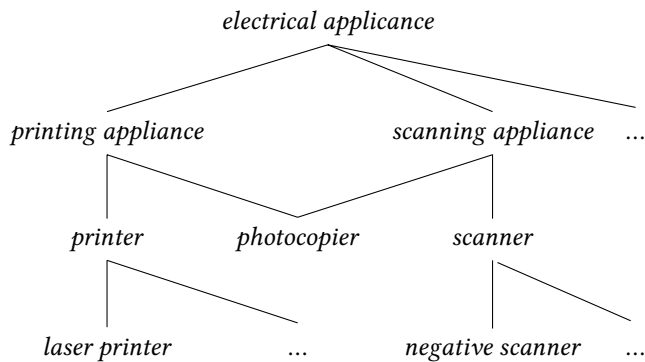 electrical applicance
printing appliance scanning appliance ...
printer photocopier scanner
laser printer ... negative scanner ...